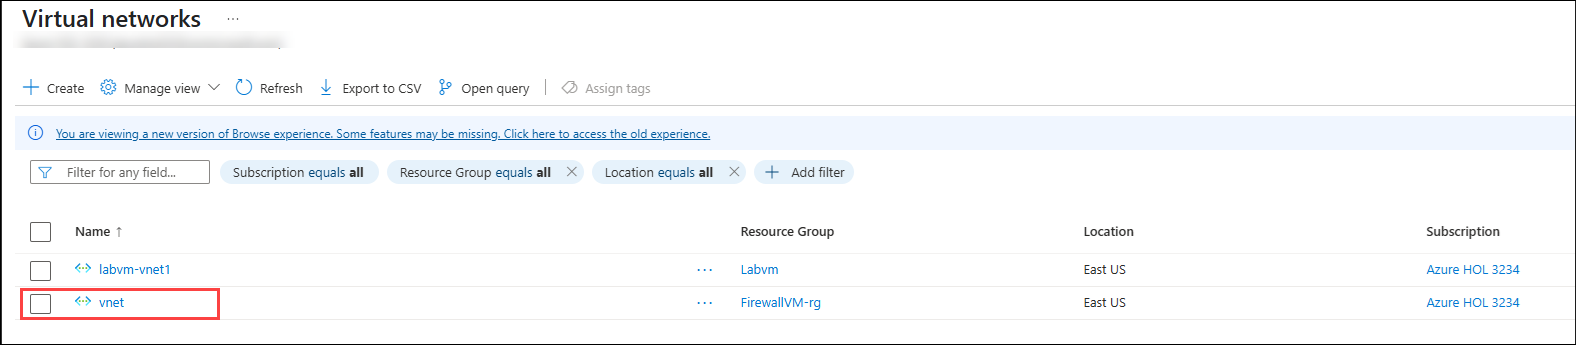 Virtual networks ...
Create Manage view Refresh Export to CSV Open query Assign tags
You are viewing a new version of Browse experience. Some features may be missing. Click here to access the old experience.
Filter for any field... Subscription equals all Resource Group equals all Location equals all Add filter
Name ↑ Resource Group Location Subscription
labvm-vnet1 ... Labvm East US Azure HOL 3234
vnet ... FirewallVM-rg East US Azure HOL 3234